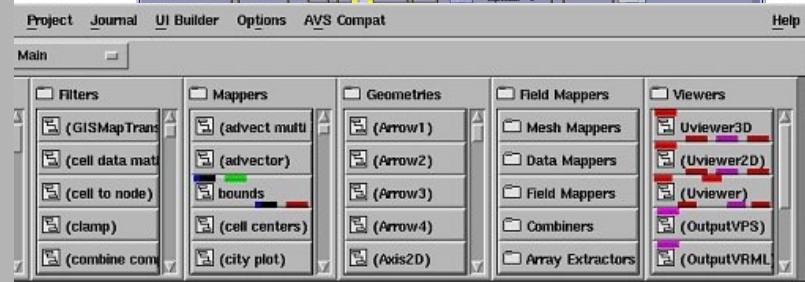 Project Journal UI Builder Options AVS Compat Help
Main
Filters Mappers Geometries Field Mappers Viewers
(GISMapTrans (advect multi (Arrow1) Mesh Mappers Uviewer3D
(cell data mat (advector) (Arrow2) Data Mappers (Uviewer2D)
(cell to node) bounds (Arrow3) Field Mappers (Uviewer)
(clamp) (cell centers) (Arrow4) Combiners (OutputVPS)
(combine com (city plot) (Axis2D) Array Extractors (OutputVRML